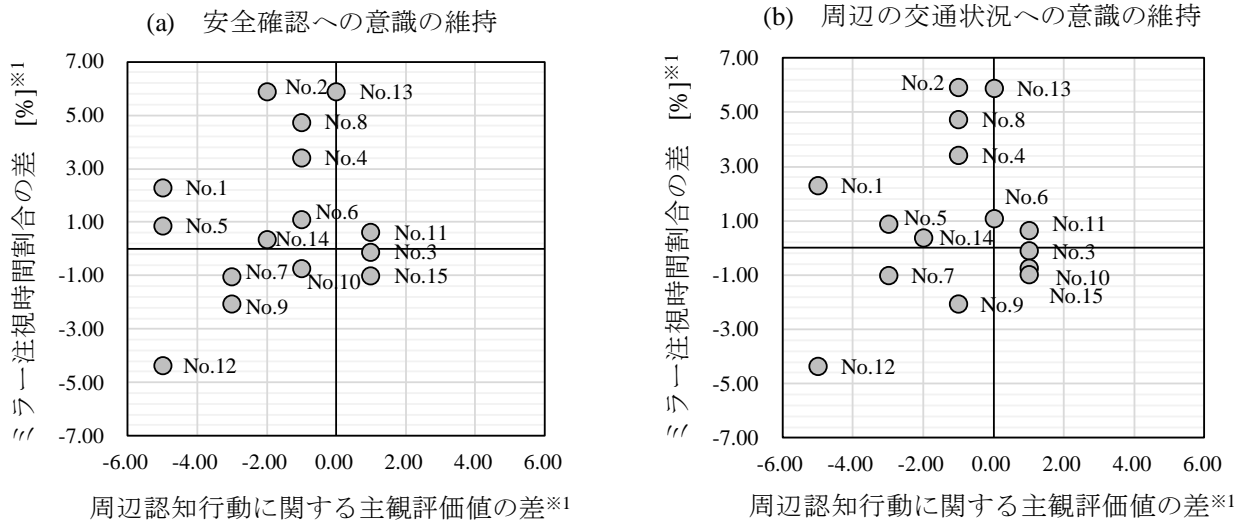 (a) 安全確認への意識の維持
ミラー注視時間割合の差 [%]※1
7.00
5.00
3.00
1.00
-1.00
-3.00
-5.00
-7.00
No.2
No.13
No.8
No.4
No.1
No.5
No.6
No.11
No.14
No.3
No.7
No.10
No.15
No.9
No.12
-6.00 -4.00 -2.00 0.00 2.00 4.00 6.00
周辺認知行動に関する主観評価値の差※1
(b) 周辺の交通状況への意識の維持
ミラー注視時間割合の差 [%]※1
7.00
5.00
3.00
1.00
-1.00
-3.00
-5.00
-7.00
No.2
No.13
No.8
No.4
No.1
No.6
No.5
No.11
No.14
No.3
No.7
No.10
No.15
No.9
No.12
-6.00 -4.00 -2.00 0.00 2.00 4.00 6.00
周辺認知行動に関する主観評価値の差※1